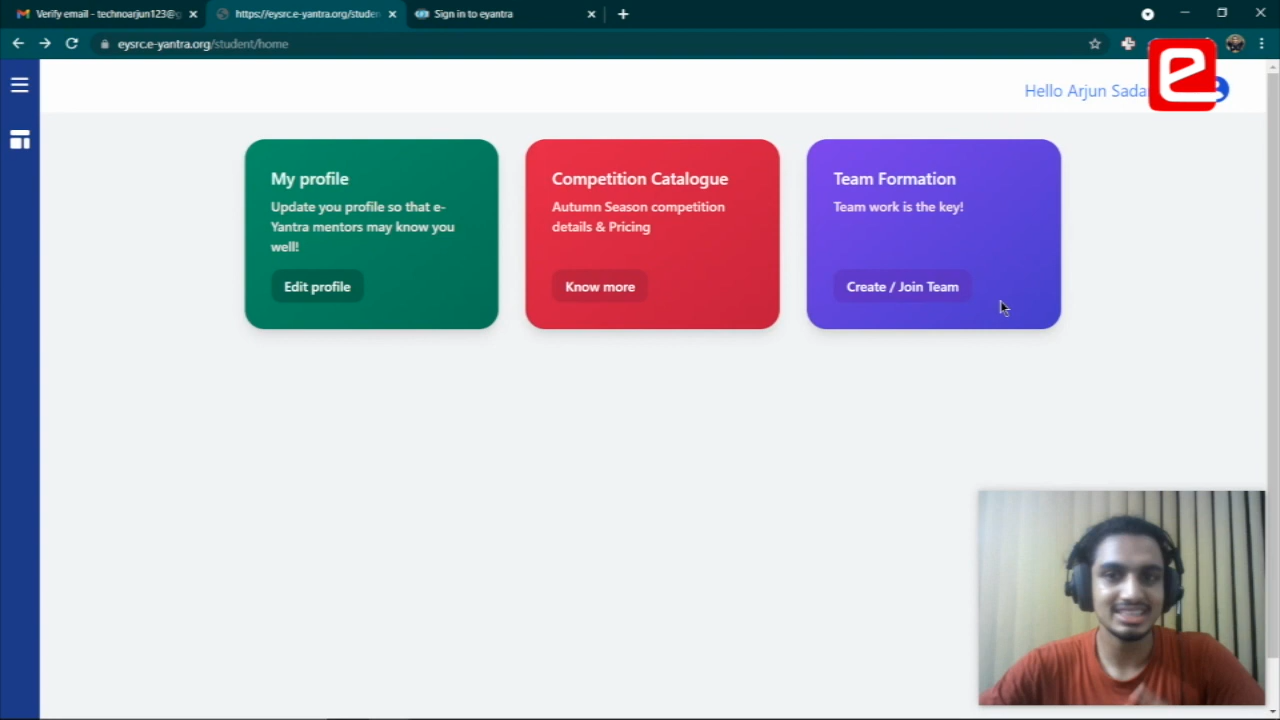 Verify email - technoarjun123@g
https://eysrc.e-yantra.org/studen
Sign in to eyantra
eysrc.e-yantra.org/student/home
Hello Arjun Sada
My profile
Update you profile so that e-
Yantra mentors may know you
well!
Edit profile
Competition Catalogue
Autumn Season competition
details & Pricing
Know more
Team Formation
Team work is the key!
Create / Join Team